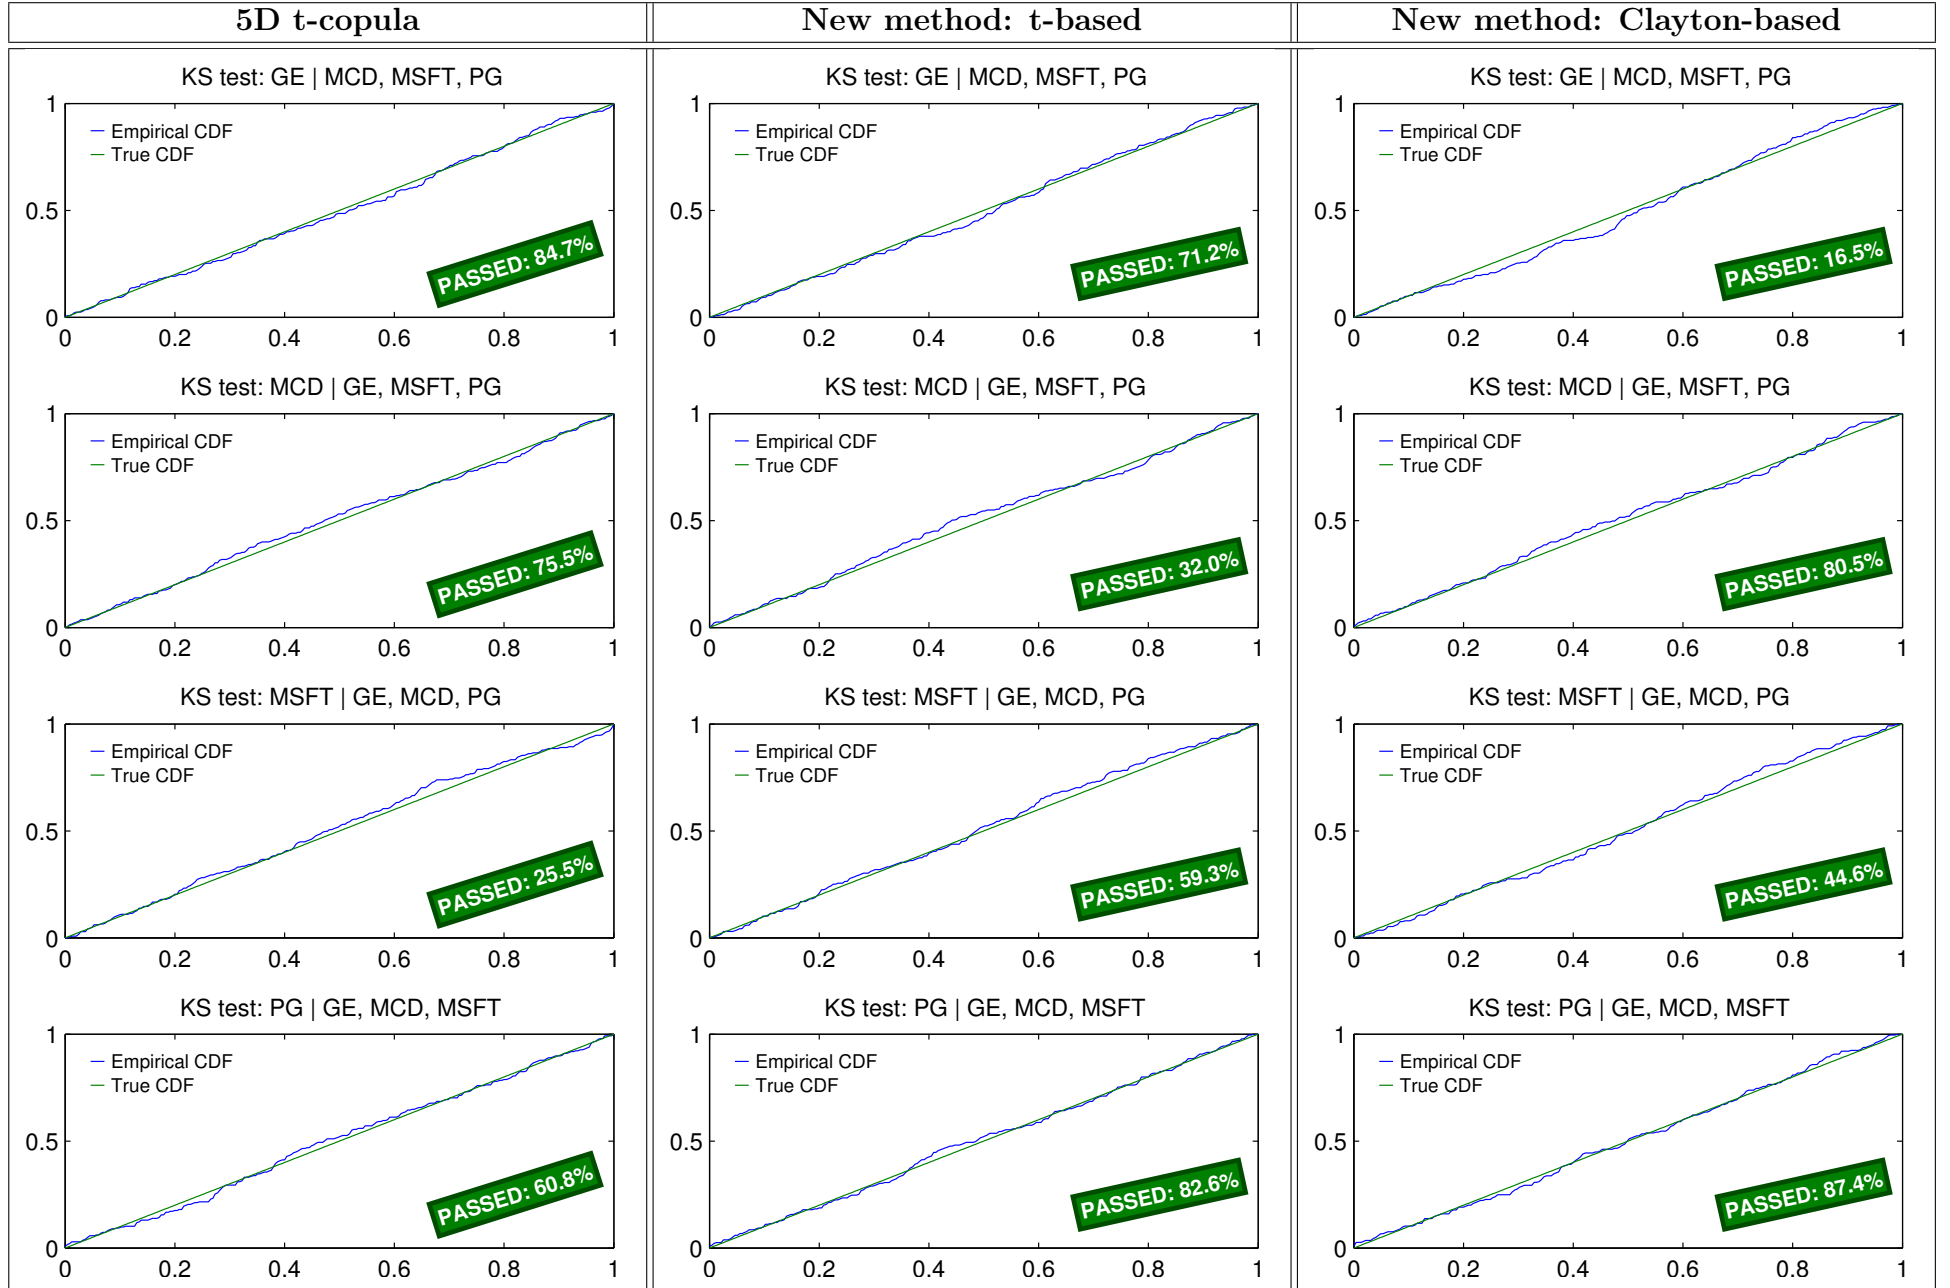 5D t-copula
New method: t-based
New method: Clayton-based
KS test: GE | MCD, MSFT, PG
1
Empirical CDF
True CDF
0.5
PASSED: 84.7%
0
0 0.2 0.4 0.6 0.8 1
KS test: GE | MCD, MSFT, PG
1
Empirical CDF
True CDF
0.5
PASSED: 71.2%
0
0 0.2 0.4 0.6 0.8 1
KS test: GE | MCD, MSFT, PG
1
Empirical CDF
True CDF
0.5
PASSED: 16.5%
0
0 0.2 0.4 0.6 0.8 1
KS test: MCD | GE, MSFT, PG
1
Empirical CDF
True CDF
0.5
PASSED: 75.5%
0
0 0.2 0.4 0.6 0.8 1
KS test: MCD | GE, MSFT, PG
1
Empirical CDF
True CDF
0.5
PASSED: 32.0%
0
0 0.2 0.4 0.6 0.8 1
KS test: MCD | GE, MSFT, PG
1
Empirical CDF
True CDF
0.5
PASSED: 80.5%
0
0 0.2 0.4 0.6 0.8 1
KS test: MSFT | GE, MCD, PG
1
Empirical CDF
True CDF
0.5
PASSED: 25.5%
0
0 0.2 0.4 0.6 0.8 1
KS test: MSFT | GE, MCD, PG
1
Empirical CDF
True CDF
0.5
PASSED: 59.3%
0
0 0.2 0.4 0.6 0.8 1
KS test: MSFT | GE, MCD, PG
1
Empirical CDF
True CDF
0.5
PASSED: 44.6%
0
0 0.2 0.4 0.6 0.8 1
KS test: PG | GE, MCD, MSFT
1
Empirical CDF
True CDF
0.5
PASSED: 60.8%
0
0 0.2 0.4 0.6 0.8 1
KS test: PG | GE, MCD, MSFT
1
Empirical CDF
True CDF
0.5
PASSED: 82.6%
0
0 0.2 0.4 0.6 0.8 1
KS test: PG | GE, MCD, MSFT
1
Empirical CDF
True CDF
0.5
PASSED: 87.4%
0
0 0.2 0.4 0.6 0.8 1